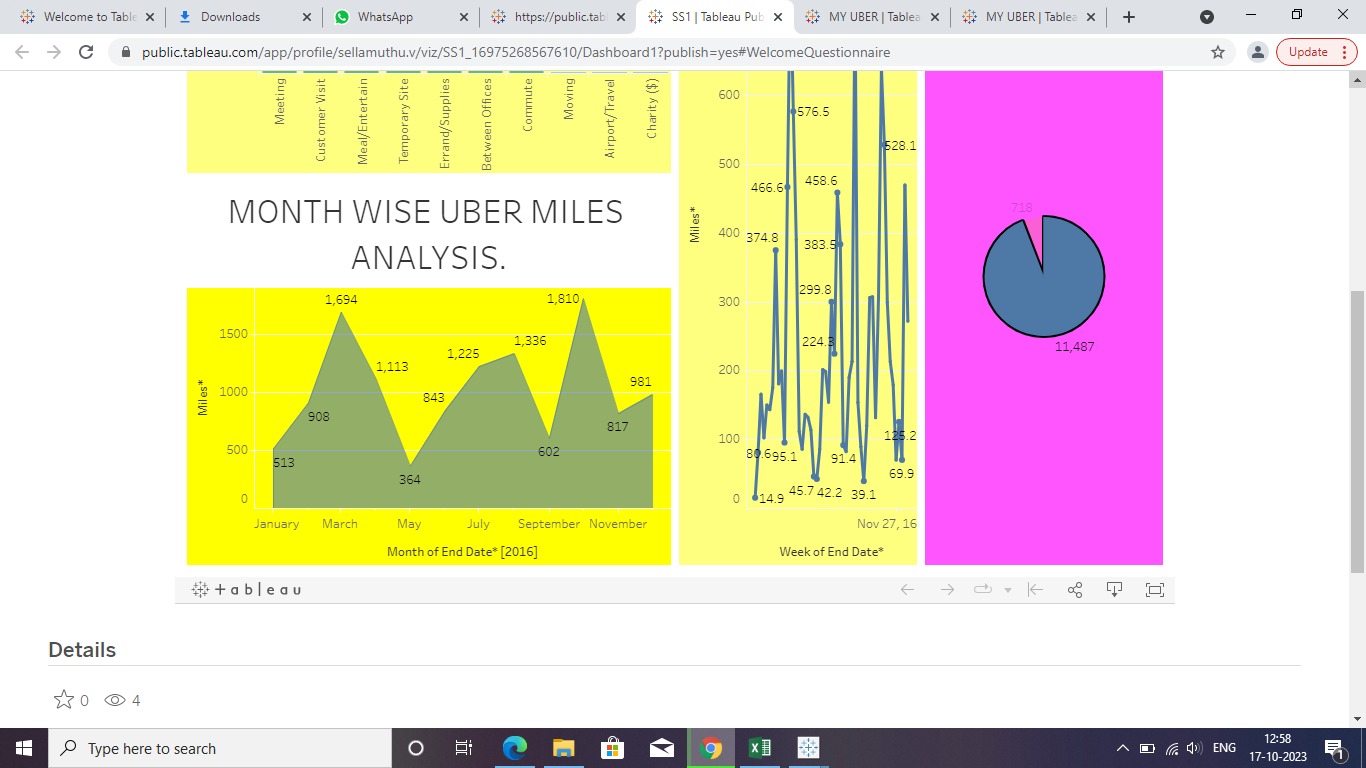 Welcome to Table
Downloads
WhatsApp
https://public.tabl
SS1 | Tableau Pub
MY UBER | Tablea
MY UBER | Tablea
public.tableau.com/app/profile/sellamuthu.v/viz/SS1_16975268567610/Dashboard1?publish=yes#WelcomeQuestionnaire
Update
Meeting
Customer Visit
Meal/Entertain
Temporary Site
Errand/Supplies
Between Offices
Commute
Moving
Airport/Travel
Charity ($)
MONTH WISE UBER MILES
ANALYSIS.
Miles*
1500
1000
500
0
513
908
1,694
1,113
364
843
1,225
1,336
602
1,810
817
981
January March May July September November
Month of End Date* [2016]
Miles*
600
500
400
300
200
100
0
576.5
528.1
466.6
458.6
374.8
383.5
299.8
224.3
80.6
95.1
91.4
125.2
14.9
45.7
42.2
39.1
69.9
Nov 27, 16
Week of End Date*
718
11,487
+ a b l e a u
Details
0
4
Type here to search
ENG
12:58
17-10-2023
1